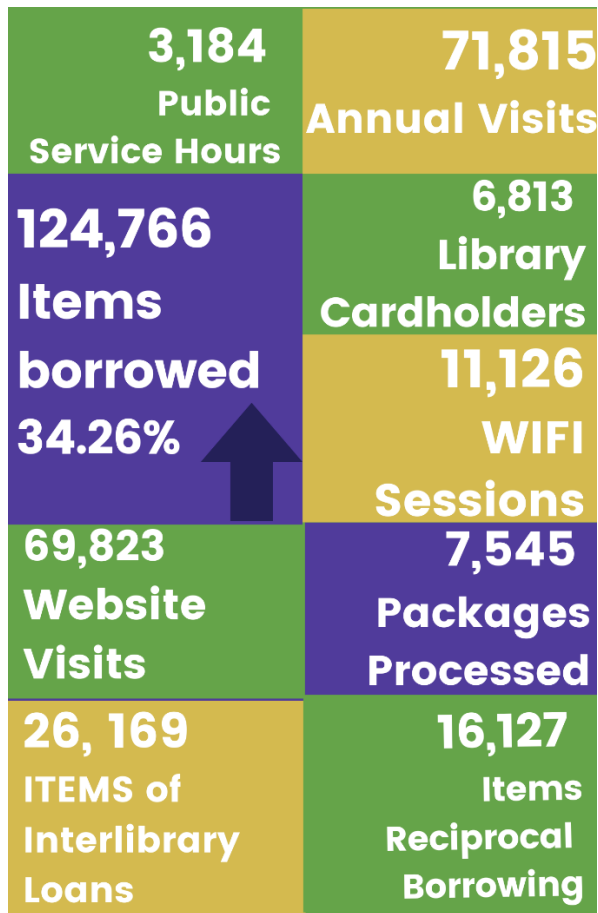 3,184
Public
Service Hours
71,815
Annual Visits
124,766
Items
borrowed
34.26%
6,813
Library
Cardholders
11,126
WIFI
Sessions
69,823
Website
Visits
7,545
Packages
Processed
26, 169
ITEMS of
Interlibrary
Loans
16,127
Items
Reciprocal
Borrowing